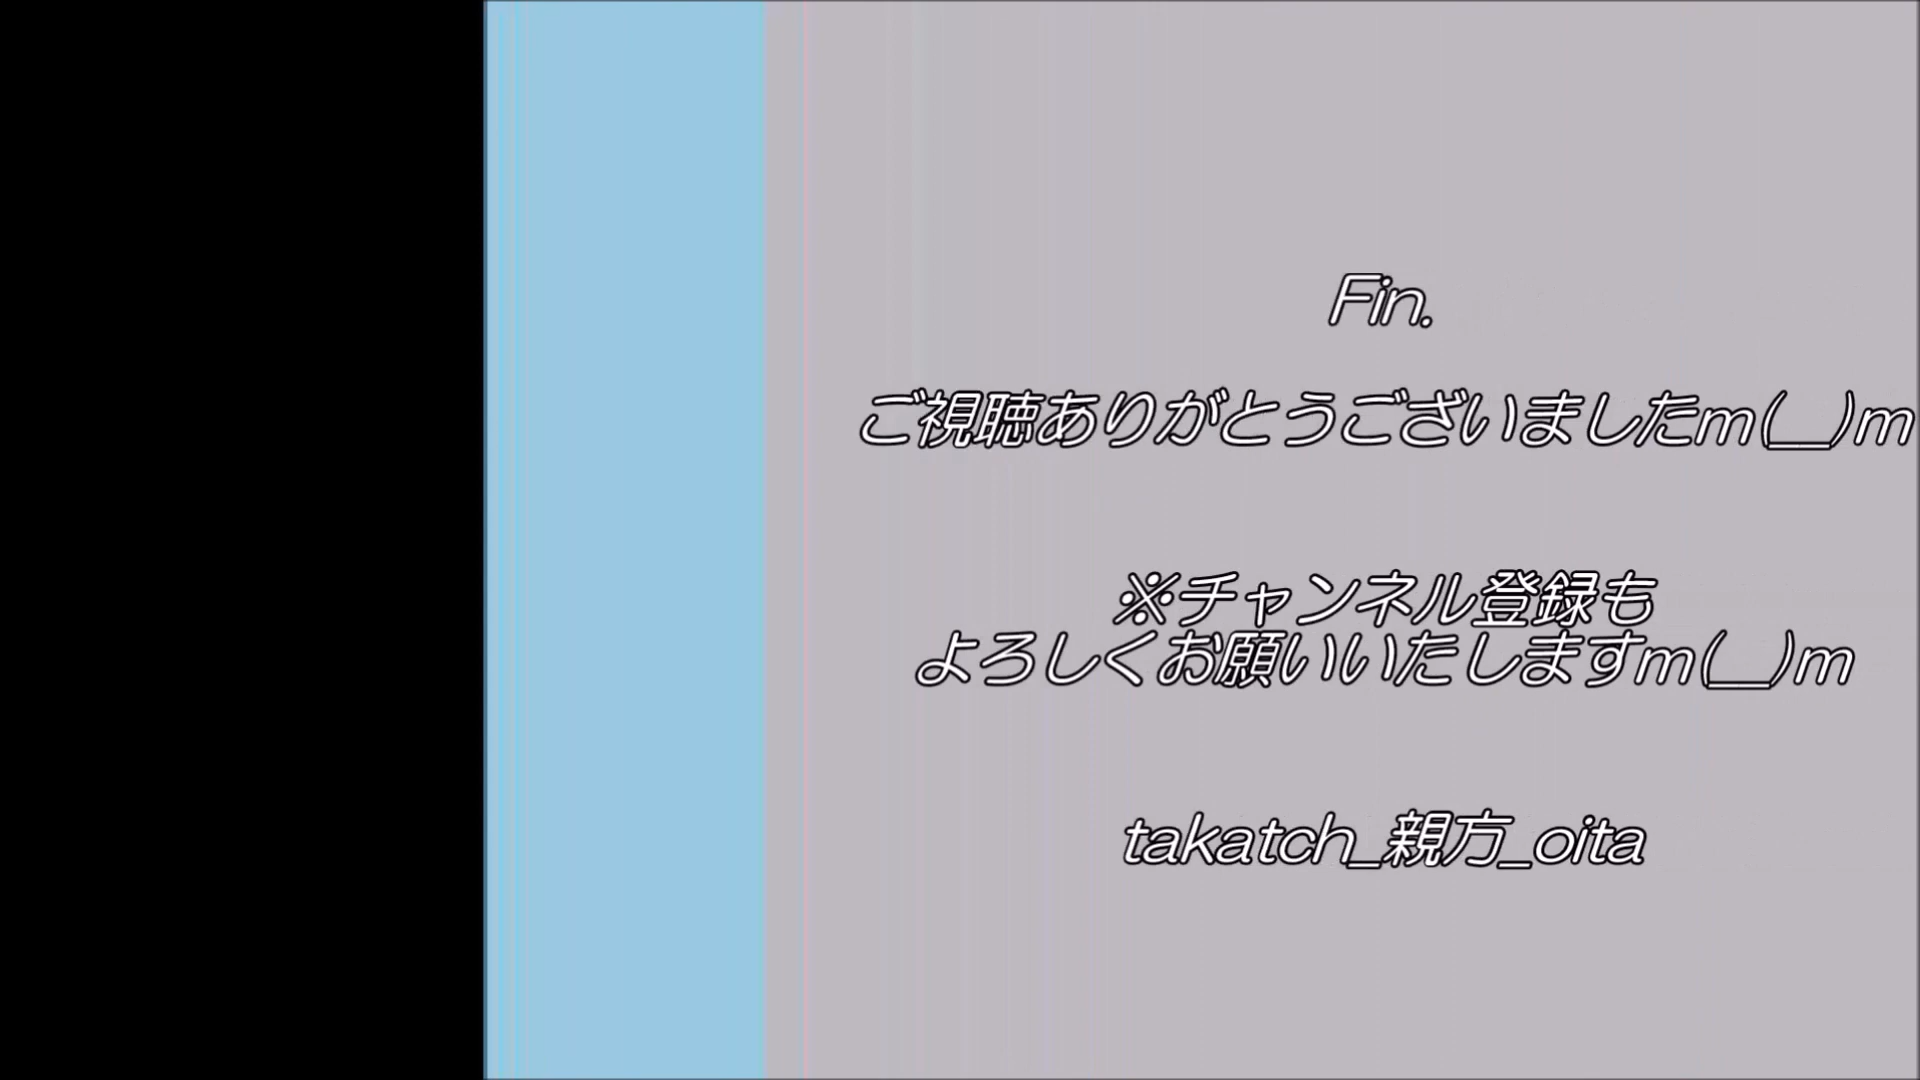 Fin.
ご視聴ありがとうございましたm(__)m
※チャンネル登録も
よろしくお願いいたしますm(__)m
takatch_親方_oita